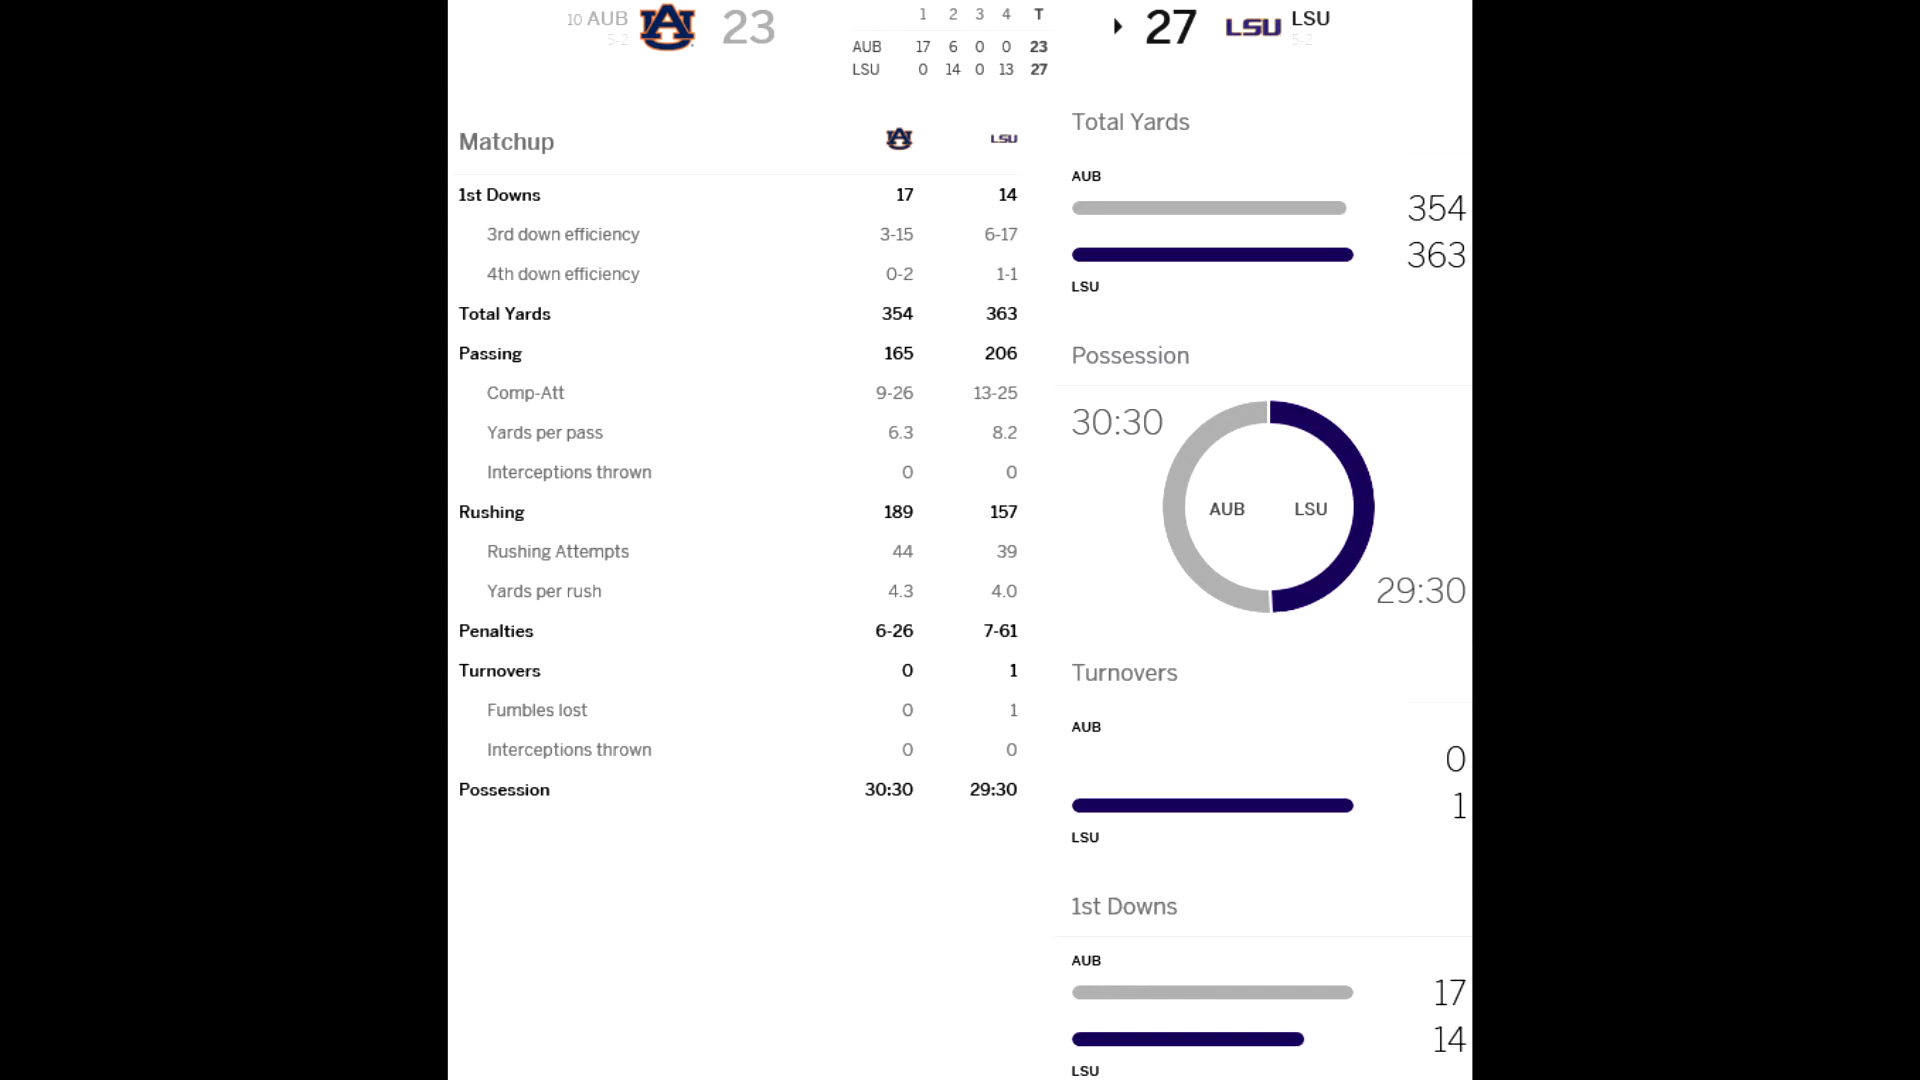 10 AUB 23
5-2
1 2 3 4 T
AUB 17 6 0 0 23
LSU 0 14 0 13 27
27 LSU LSU
5-2
Matchup LSU
1st Downs 17 14
3rd down efficiency 3-15 6-17
4th down efficiency 0-2 1-1
Total Yards 354 363
Passing 165 206
Comp-Att 9-26 13-25
Yards per pass 6.3 8.2
Interceptions thrown 0 0
Rushing 189 157
Rushing Attempts 44 39
Yards per rush 4.3 4.0
Penalties 6-26 7-61
Turnovers 0 1
Fumbles lost 0 1
Interceptions thrown 0 0
Possession 30:30 29:30
Total Yards
AUB
354
363
LSU
Possession
30:30
AUB LSU
29:30
Turnovers
AUB
0
1
LSU
1st Downs
AUB
17
14
LSU